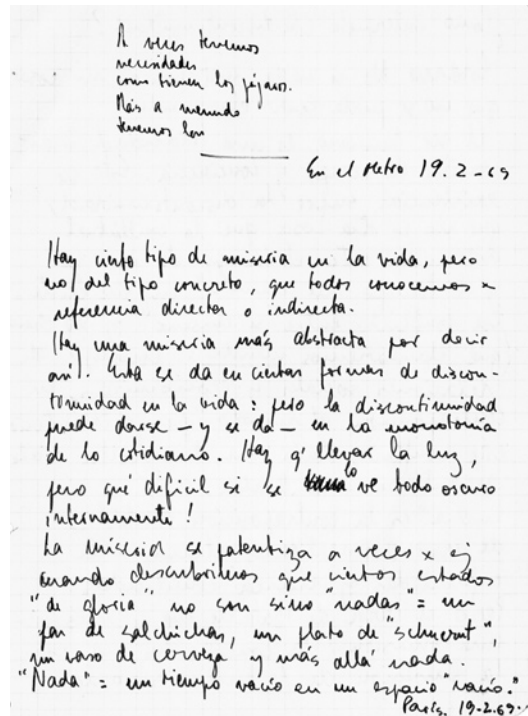 A veces tenemos
necesidades
como tienen los pájaros.
Más a menudo
tenemos las
En el Metro 19.2-69
Hay cierto tipo de miseria en la vida, pero
no del tipo concreto, que todos conocemos x
referencia directa o indirecta.
Hay una miseria más abstracta por decir
así. Esta se da en ciertas formas de discon-
tinuidad en la vida: pero la discontinuidad
puede darse – y se da – en la monotonía
de lo cotidiano. Hay q' llevar la luz,
pero qué difícil si se lo ve todo oscuro
internamente!
La miseria se patentiza a veces x ej
cuando descubrimos que ciertos estados
"de gloria" no son sino "nadas" = un
par de salchichas, un plato de
un vaso de cerveza y más allá nada.
"Nada" = un tiempo vacío en un espacio "vacío."
París. 19-2-69.